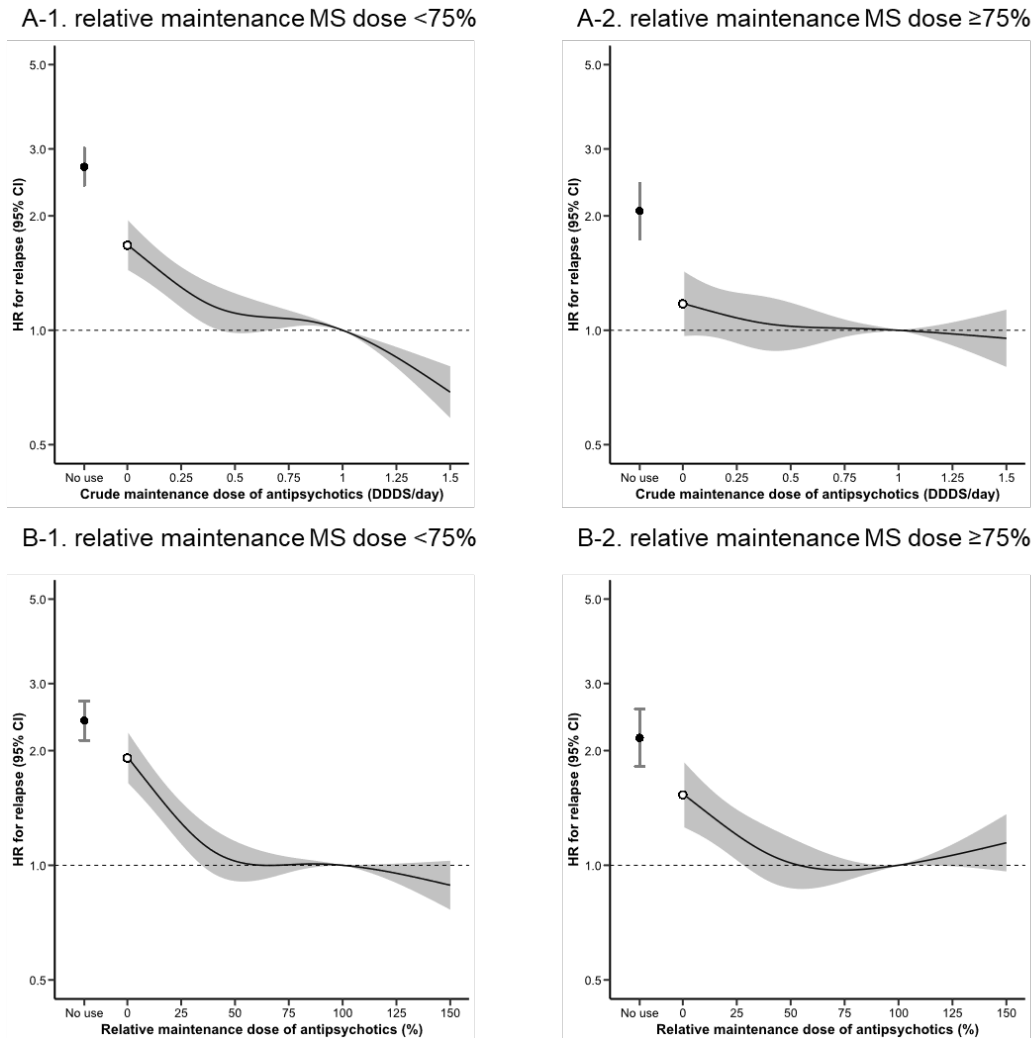 A-1. relative maintenance MS dose <75%
5.0
3.0
2.0
1.0
0.5
HR for relapse (95% CI)
No use 0 0.25 0.5 0.75 1 1.25 1.5
Crude maintenance dose of antipsychotics (DDDS/day)
A-2. relative maintenance MS dose ≥75%
5.0
3.0
2.0
1.0
0.5
HR for relapse (95% CI)
No use 0 0.25 0.5 0.75 1 1.25 1.5
Crude maintenance dose of antipsychotics (DDDS/day)
B-1. relative maintenance MS dose <75%
5.0
3.0
2.0
1.0
0.5
HR for relapse (95% CI)
No use 0 25 50 75 100 125 150
Relative maintenance dose of antipsychotics (%)
B-2. relative maintenance MS dose ≥75%
5.0
3.0
2.0
1.0
0.5
HR for relapse (95% CI)
No use 0 25 50 75 100 125 150
Relative maintenance dose of antipsychotics (%)